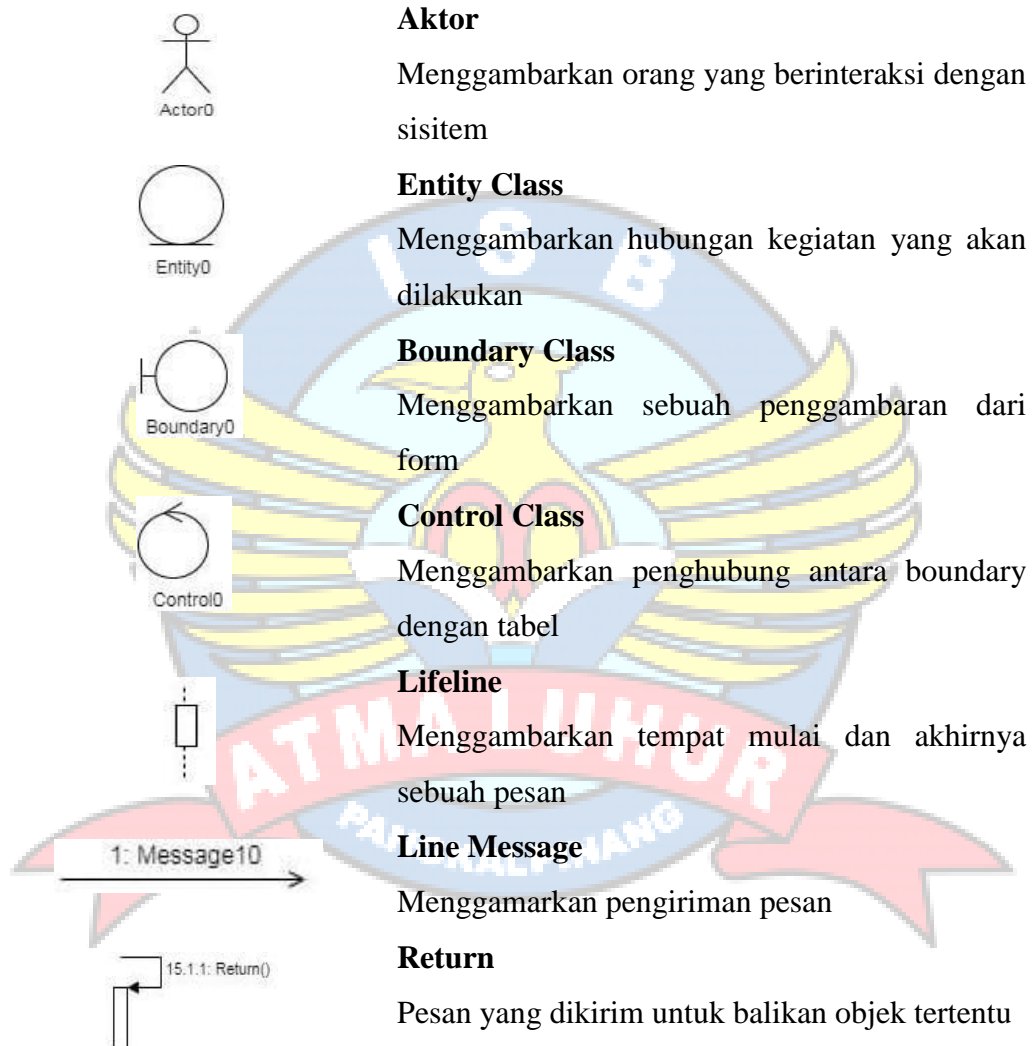 Aktor
Menggambarkan orang yang berinteraksi dengan
sisitem
Actor0
Entity Class
Menggambarkan hubungan kegiatan yang akan
dilakukan
Entity0
Boundary Class
Menggambarkan sebuah penggambaran dari
form
Boundary0
Control Class
Menggambarkan penghubung antara boundary
dengan tabel
Control0
Lifeline
Menggambarkan tempat mulai dan akhirnya
sebuah pesan
1: Message10
Line Message
Menggamarkan pengiriman pesan
15.1.1: Return()
Return
Pesan yang dikirim untuk balikan objek tertentu
I S B
ATMA LUHUR
PANGKALPINANG